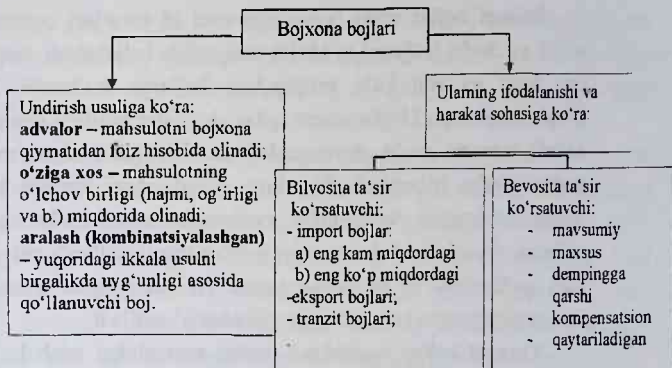 Bojxona bojlari
Undirish usuliga ko‘ra:
advalor – mahsulotni bojxona
qiymatidan biz hisobida olinadi;
o‘ziga xos – mahsulotning
o‘lchov birligi (hajmi, og‘irligi
va b.) miqdorida olinadi;
aralash (kombinatsiyalashgan)
– yuqoridagi ikkala usulni
birgalikda uyg‘unligi asosida
qo‘llanuvchi boj.
Ularning ifodalanishi va
harakat sohasiga ko‘ra:
Bilvosita ta‘sir
ko‘rsatuvchi:
- import bojlar:
a) eng kam miqdordagi
b) eng ko‘p miqdordagi
-eksport bojlari;
- tranzit bojlari;
Bevosita ta‘sir
ko‘rsatuvchi:
- mavsumiy
- maxsus
- dempingga
qarshi
- kompensatsion
- qaytariladigan